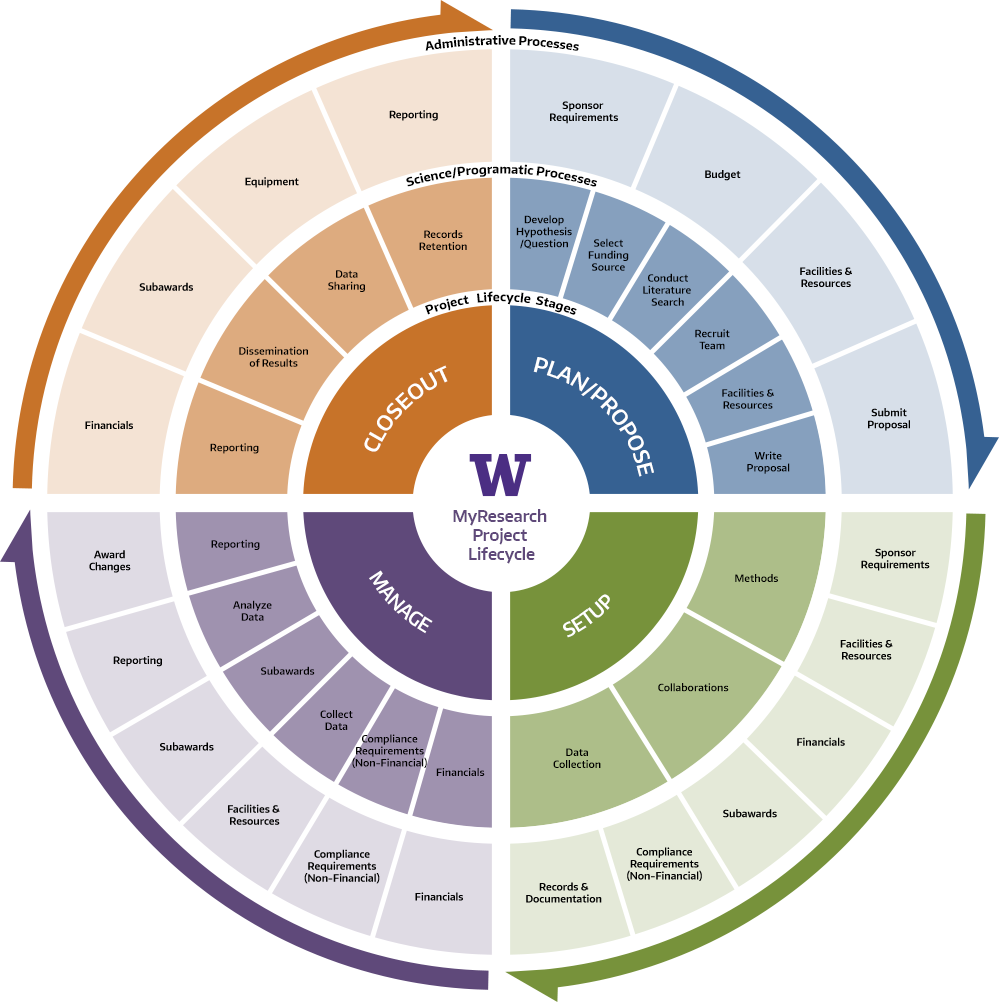 Administrative Processes
Reporting
Equipment
Subawards
Financials
Sponsor
Requirements
Budget
Facilities &
Resources
Submit
Proposal
Science/Programatic Processes
Records
Retention
Data
Sharing
Dissemination
of Results
Reporting
Develop
Hypothesis
/Question
Select
Funding
Source
Conduct
Literature
Search
Recruit
Team
Facilities &
Resources
Write
Proposal
Project Lifecycle Stages
CLOSEOUT
PLAN/PROPOSE
W
MyResearch
Project
Lifecycle
MANAGE
SETUP
Reporting
Analyze
Data
Subawards
Collect
Data
Compliance
Requirements
(Non-Financial)
Financials
Methods
Collaborations
Data
Collection
Award
Changes
Reporting
Subawards
Facilities &
Resources
Compliance
Requirements
(Non-Financial)
Financials
Sponsor
Requirements
Facilities &
Resources
Financials
Subawards
Compliance
Requirements
(Non-Financial)
Records &
Documentation